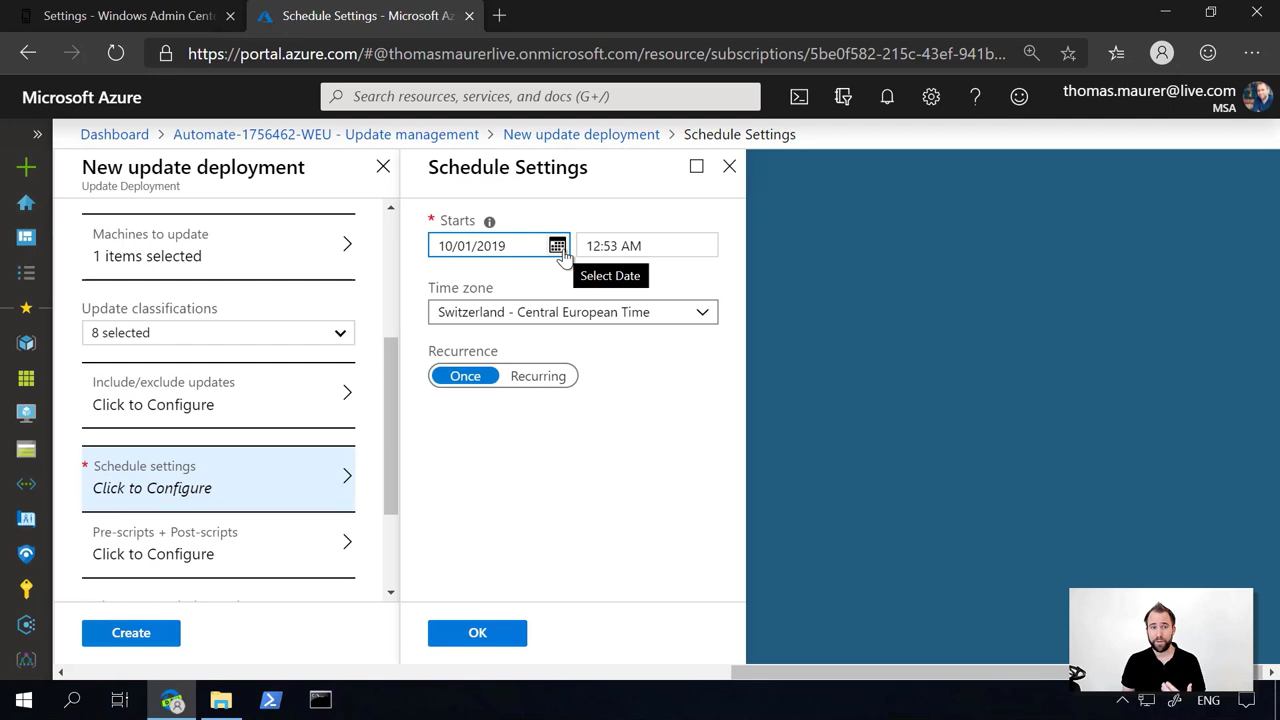 Settings - Windows Admin Cent
Schedule Settings - Microsoft Az
https://portal.azure.com/#@thomasmaurerlive.onmicrosoft.com/resource/subscriptions/5be0f582-215c-43ef-941b...
Microsoft Azure
Search resources, services, and docs (G+/)
thomas.maurer@live.com
MSA
Dashboard
Automate-1756462-WEU - Update management
New update deployment
Schedule Settings
New update deployment
Update Deployment
Machines to update
1 items selected
Update classifications
8 selected
Include/exclude updates
Click to Configure
* Schedule settings
Click to Configure
Pre-scripts + Post-scripts
Click to Configure
Create
Schedule Settings
* Starts
10/01/2019
12:53 AM
Select Date
Time zone
Switzerland - Central European Time
Recurrence
Once
Recurring
OK
ENG